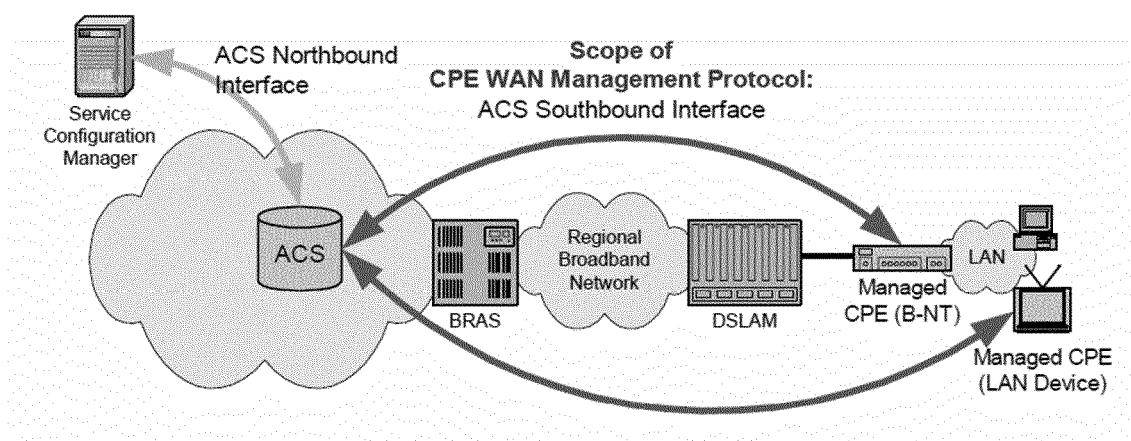 ACS Northbound
Interface
Scope of
CPE WAN Management Protocol:
ACS Southbound Interface
Service
Configuration
Manager
ACS
BRAS
Regional
Broadband
Network
DSLAM
Managed
CPE (B-NT)
LAN
Managed CPE
(LAN Device)